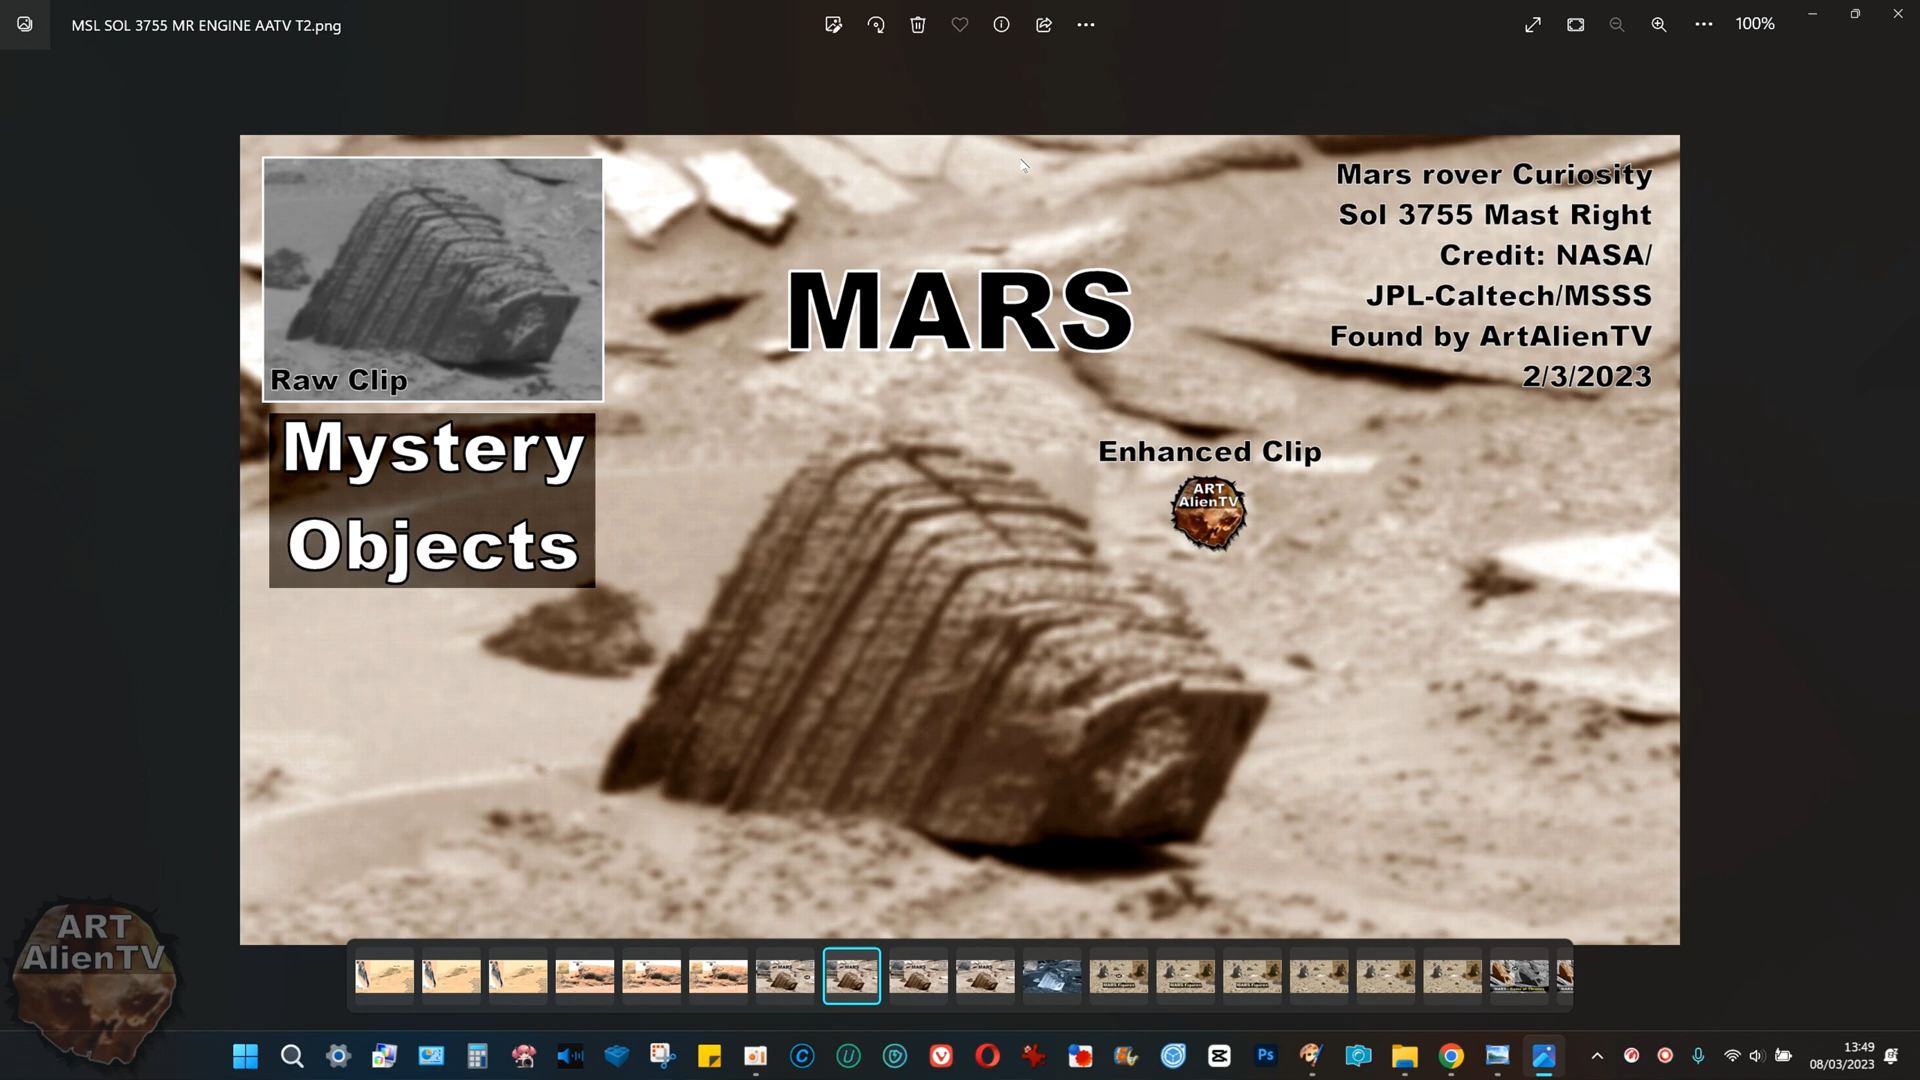 MSL SOL 3755 MR ENGINE AATV T2.png
100%
Mars rover Curiosity
Sol 3755 Mast Right
Credit: NASA/
JPL-Caltech/MSSS
Found by ArtAlienTV
2/3/2023
MARS
Raw Clip
Mystery
Objects
Enhanced Clip
ART
AlienTV
ART
AlienTV
13:49
08/03/2023